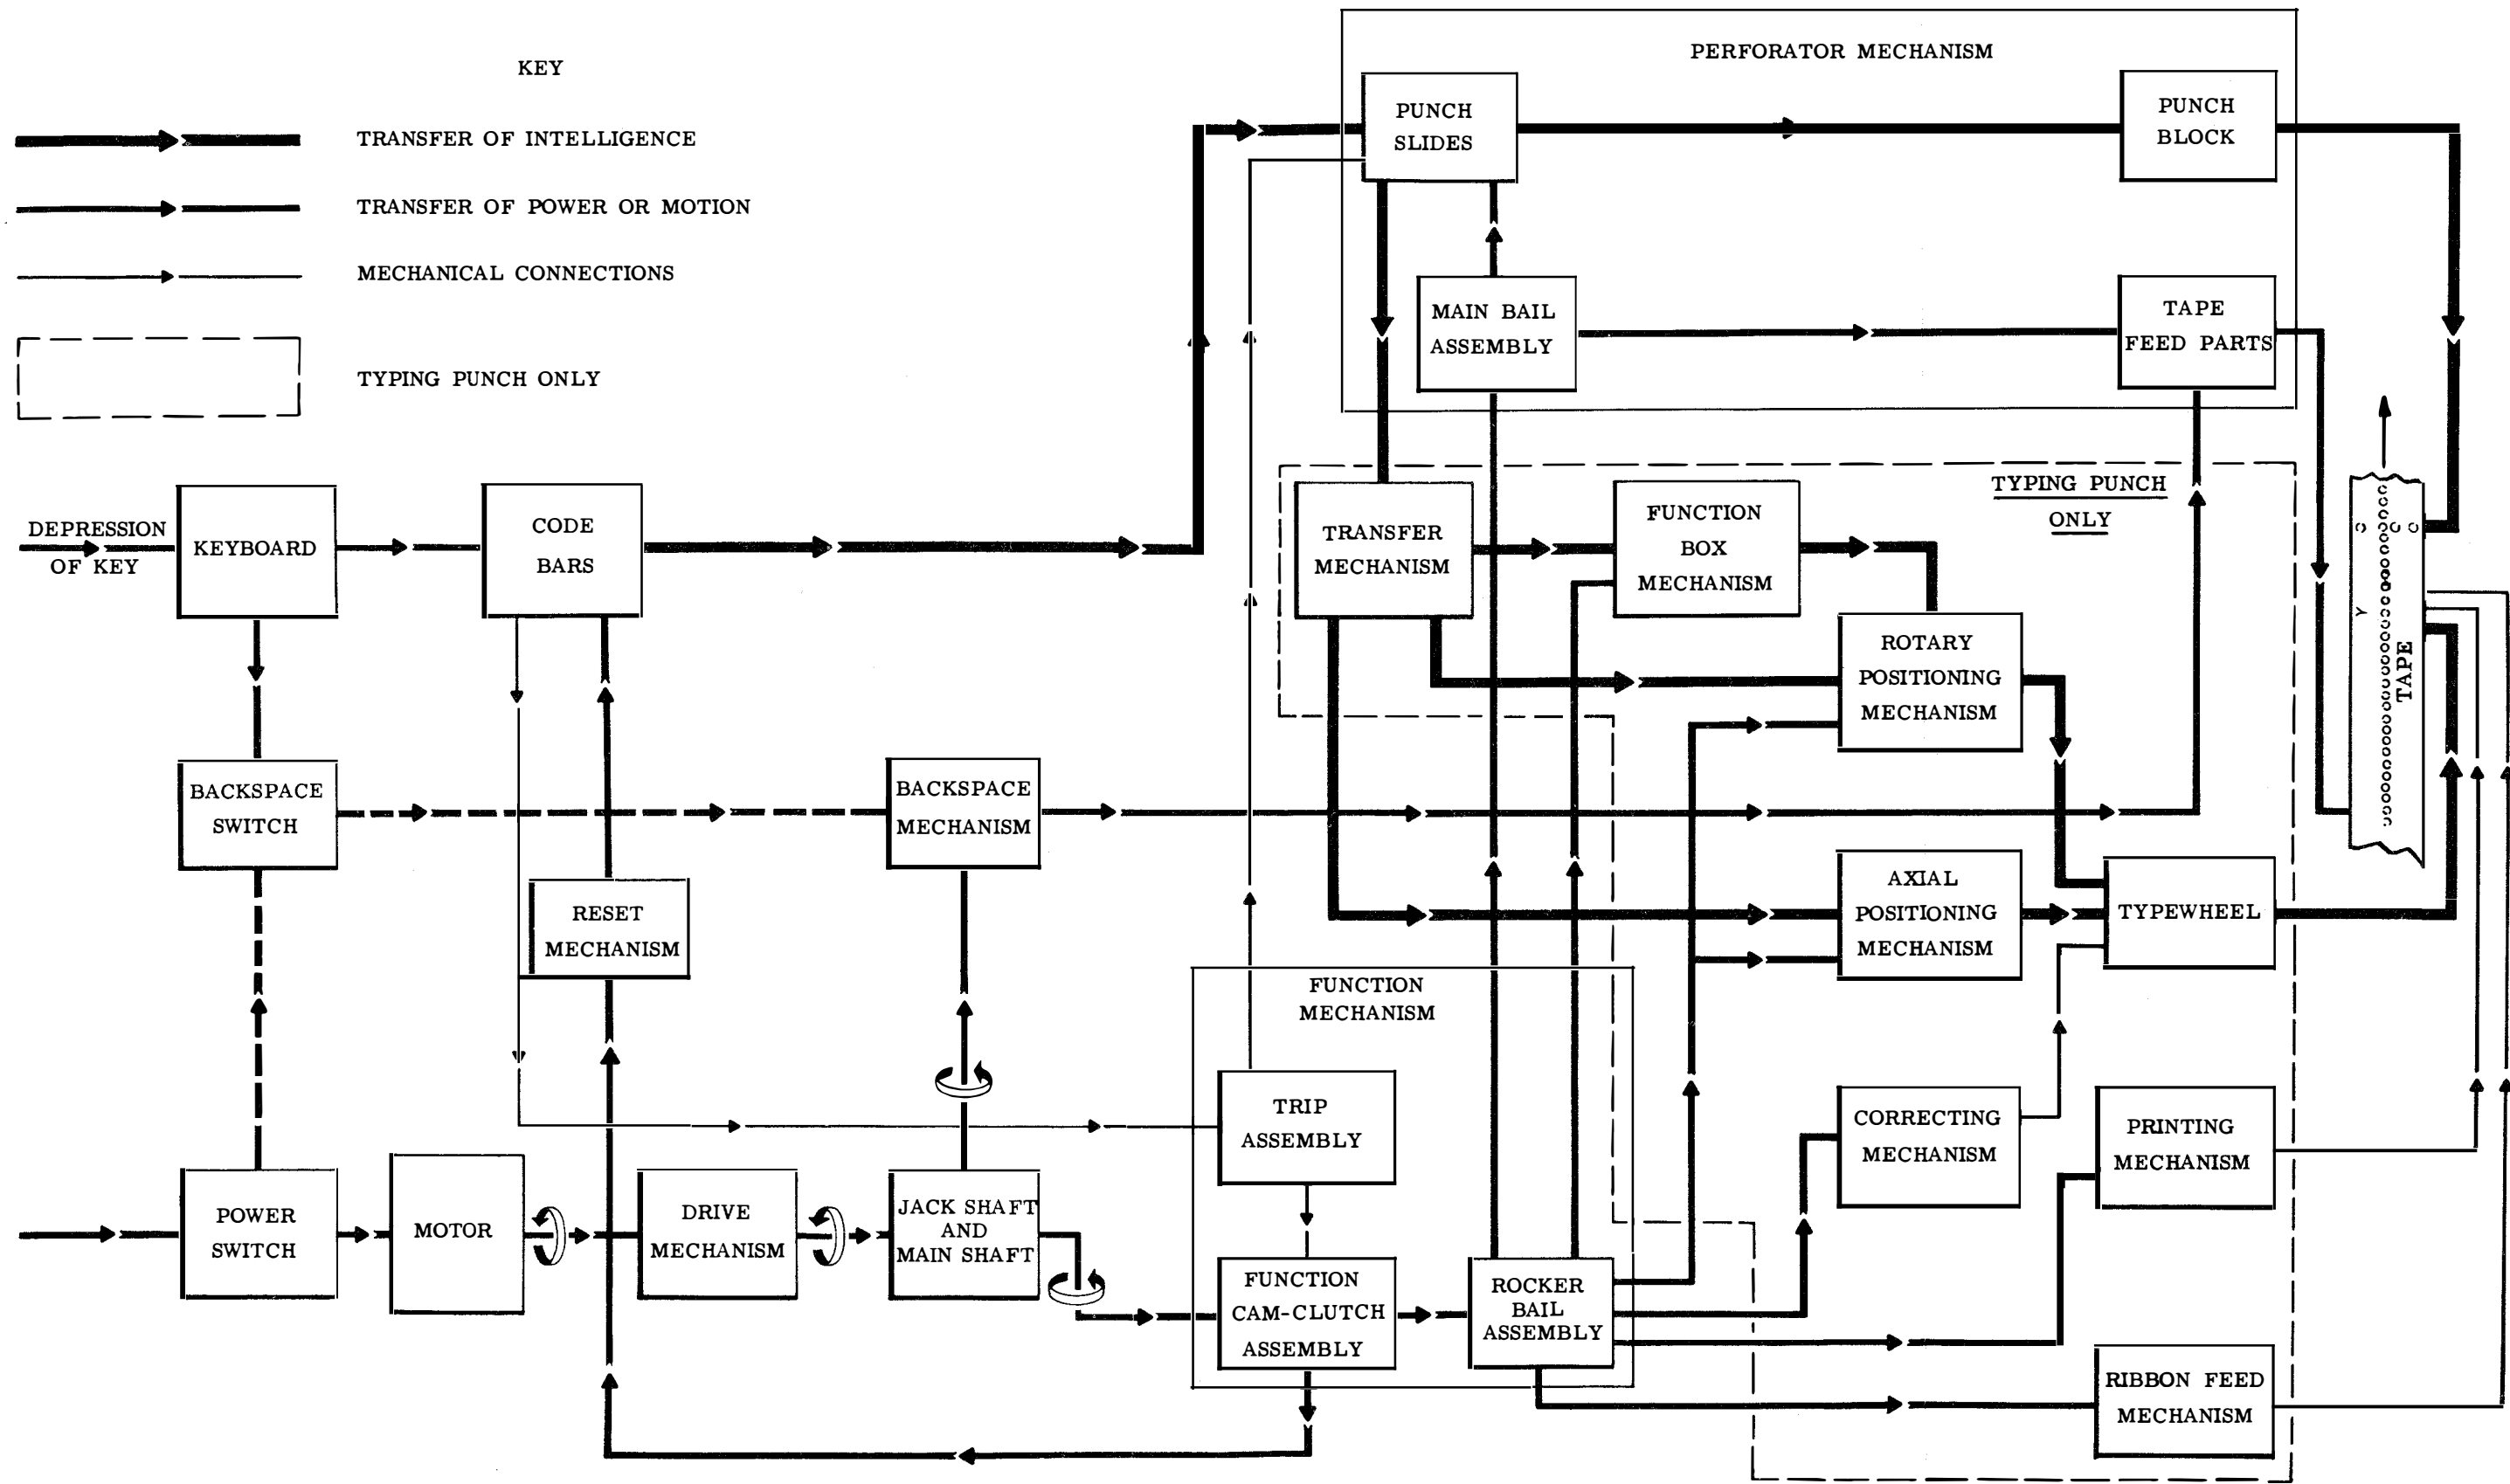 KEY
TRANSFER OF INTELLIGENCE
TRANSFER OF POWER OR MOTION
MECHANICAL CONNECTIONS
TYPING PUNCH ONLY
PERFORATOR MECHANISM
PUNCH
SLIDES
PUNCH
BLOCK
MAIN BAIL
ASSEMBLY
TAPE
FEED PARTS
DEPRESSION
OF KEY
KEYBOARD
CODE
BARS
TYPING PUNCH
ONLY
TRANSFER
MECHANISM
FUNCTION
BOX
MECHANISM
ROTARY
POSITIONING
MECHANISM
Y
TAPE
BACKSPACE
SWITCH
BACKSPACE
MECHANISM
RESET
MECHANISM
AXIAL
POSITIONING
MECHANISM
TYPEWHEEL
FUNCTION
MECHANISM
TRIP
ASSEMBLY
CORRECTING
MECHANISM
PRINTING
MECHANISM
POWER
SWITCH
MOTOR
DRIVE
MECHANISM
JACK SHAFT
AND
MAIN SHAFT
FUNCTION
CAM-CLUTCH
ASSEMBLY
ROCKER
BAIL
ASSEMBLY
RIBBON FEED
MECHANISM